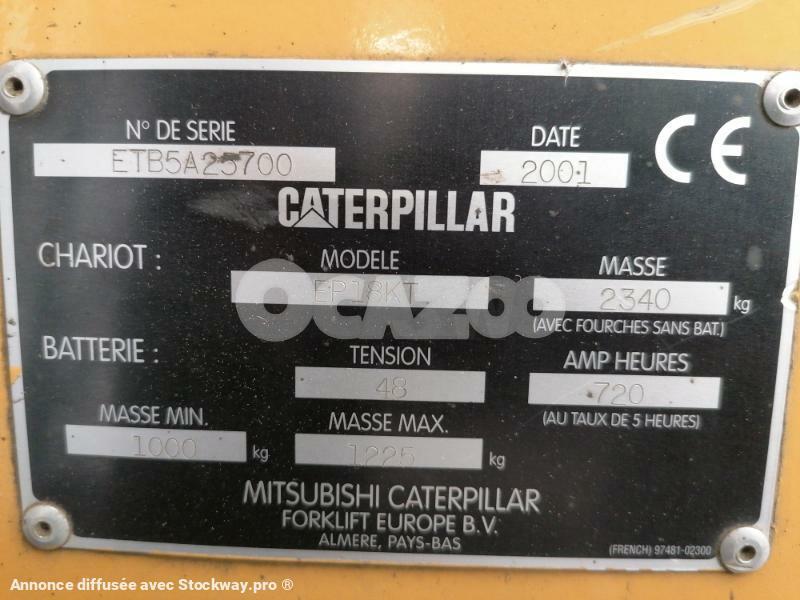 N° DE SERIE
ETB5A25700
DATE
2001
CE
CATERPILLAR
CHARIOT :
MODELE
EP18KT
MASSE
2340 kg
(AVEC FOURCHES SANS BAT.)
OCAZOO
BATTERIE :
TENSION
48
AMP HEURES
720
(AU TAUX DE 5 HEURES)
MASSE MIN.
1000 kg
MASSE MAX.
1225 kg
MITSUBISHI CATERPILLAR
FORKLIFT EUROPE B.V.
ALMERE, PAYS-BAS
(FRENCH) 97481-02300
Annonce diffusée avec Stockway.pro ®